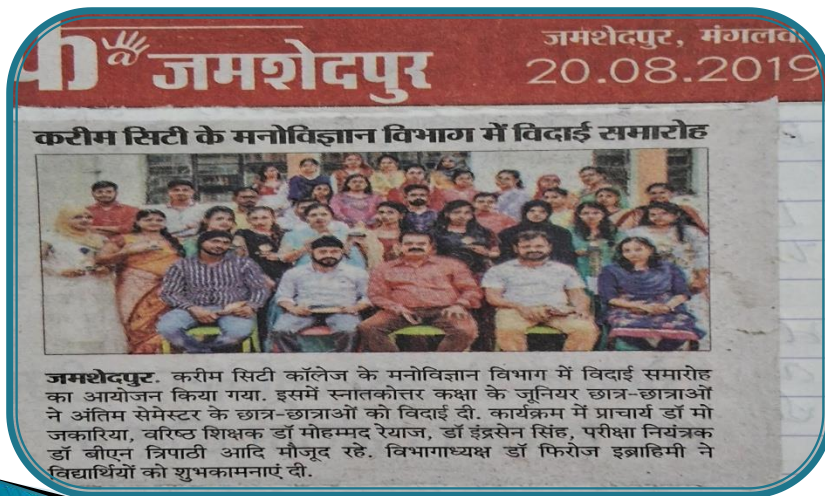 जमशेदपुर
जमशेदपुर,
20.08.2019
करीम सिटी के मनोविज्ञान विभाग में विदाई समारोह
जमशेदपुर. करीम सिटी कॉलेज के मनोविज्ञान विभाग में विदाई समारोह
का आयोजन किया गया. इसमें स्नातकोत्तर कक्षा के जूनियर छात्र-छात्राओं
ने अंतिम सेमेस्टर के छात्र-छात्राओं को विदाई दी. कार्यक्रम में प्राचार्य डॉ मो
जकारिया, वरिष्ठ शिक्षक डॉ मोहम्मद रेयाज, डॉ इंद्रसेन सिंह, परीक्षा नियंत्रक
डॉ बीएन त्रिपाठी आदि मौजूद रहे. विभागाध्यक्ष डॉ फिरोज इब्राहिमी ने
विद्यार्थियों को शुभकामनाएं दी.